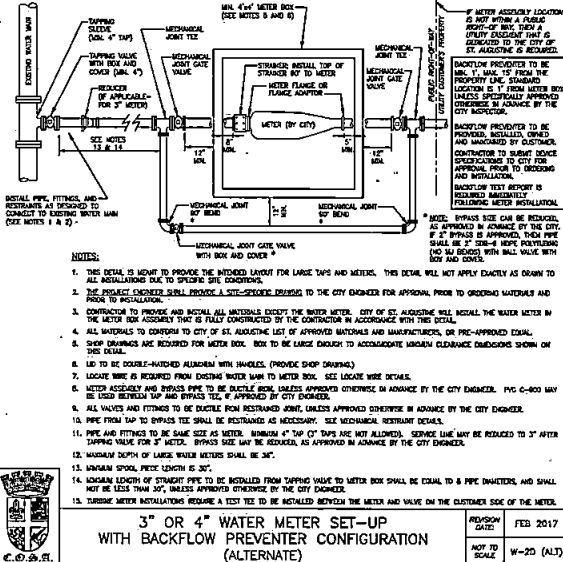 MIN. 4'x4' METER BOX
(SEE NOTES 5 AND 6)
TAPPING
SLEEVE
(MIN. 4" TAP)
MECHANICAL
JOINT TEE
TAPPING VALVE
WITH BOX AND
COVER (MIN. 4")
MECHANICAL
JOINT GATE
VALVE
REDUCER
(IF APPLICABLE-
FOR 3" METER)
EXISTING WATER MAIN
STRAINER: INSTALL TOP OF
STRAINER 90° TO METER
METER FLANGE OR
FLANGE ADAPTOR
METER (BY CITY)
MECHANICAL
JOINT TEE
MECHANICAL
JOINT GATE
VALVE
PUBLIC RIGHT-OF-WAY
UTILITY CUSTOMER'S PROPERTY
IF METER ASSEMBLY LOCATION
IS NOT WITHIN A PUBLIC
RIGHT-OF WAY, THEN A
UTILITY EASEMENT THAT IS
DEDICATED TO THE CITY OF
ST. AUGUSTINE IS REQUIRED.
BACKFLOW PREVENTER TO BE
MIN. 1', MAX. 15' FROM THE
PROPERTY LINE. STANDARD
LOCATION IS 1' FROM METER BOX
UNLESS SPECIFICALLY APPROVED
OTHERWISE IN ADVANCE BY THE
CITY INSPECTOR.
BACKFLOW PREVENTER TO BE
PROVIDED, INSTALLED, OWNED
AND MAINTAINED BY CUSTOMER.
CONTRACTOR TO SUBMIT DEVICE
SPECIFICATIONS TO CITY FOR
APPROVAL PRIOR TO ORDERING
AND INSTALLATION.
BACKFLOW TEST REPORT IS
REQUIRED IMMEDIATELY
FOLLOWING METER INSTALLATION.
SEE NOTES
13 & 14
12"
MIN.
8"
MIN.
5"
MIN.
12"
MIN.
12"
MIN.
INSTALL PIPE, FITTINGS, AND
RESTRAINTS AS DESIGNED TO
CONNECT TO EXISTING WATER MAIN
(SEE NOTES 1 & 2)
MECHANICAL JOINT
90° BEND
*
MECHANICAL JOINT
90° BEND
*
MECHANICAL JOINT GATE VALVE
WITH BOX AND COVER *
* NOTE: BYPASS SIZE CAN BE REDUCED,
AS APPROVED IN ADVANCE BY THE CITY.
IF 2" BYPASS IS APPROVED, THEN PIPE
SHALL BE 2" SDR-9 HDPE POLYTUBING
(NO MJ BENDS) WITH BALL VALVE WITH
BOX AND COVER.
NOTES:
1. THIS DETAIL IS MEANT TO PROVIDE THE INTENDED LAYOUT FOR LARGE TAPS AND METERS. THIS DETAIL WILL NOT APPLY EXACTLY AS DRAWN TO
ALL INSTALLATIONS DUE TO SPECIFIC SITE CONDITIONS.
2. THE PROJECT ENGINEER SHALL PROVIDE A SITE-SPECIFIC DRAWING TO THE CITY ENGINEER FOR APPROVAL PRIOR TO ORDERING MATERIALS AND
PRIOR TO INSTALLATION.
3. CONTRACTOR TO PROVIDE AND INSTALL ALL MATERIALS EXCEPT THE WATER METER. CITY OF ST. AUGUSTINE WILL INSTALL THE WATER METER IN
THE METER BOX ASSEMBLY THAT IS FULLY CONSTRUCTED BY THE CONTRACTOR IN ACCORDANCE WITH THIS DETAIL.
4. ALL MATERIALS TO CONFORM TO CITY OF ST. AUGUSTINE LIST OF APPROVED MATERIALS AND MANUFACTURERS, OR PRE-APPROVED EQUAL.
5. SHOP DRAWINGS ARE REQUIRED FOR METER BOX. BOX TO BE LARGE ENOUGH TO ACCOMMODATE MINIMUM CLEARANCE DIMENSIONS SHOWN ON
THIS DETAIL.
6. LID TO BE DOUBLE-HATCHED ALUMINUM WITH HANDLES. (PROVIDE SHOP DRAWING)
7. LOCATE WIRE IS REQUIRED FROM EXISTING WATER MAIN TO METER BOX. SEE LOCATE WIRE DETAILS.
8. METER ASSEMBLY AND BYPASS PIPE TO BE DUCTILE IRON, UNLESS APPROVED OTHERWISE IN ADVANCE BY THE CITY ENGINEER. PVC C-900 MAY
BE USED BETWEEN TAP AND BYPASS TEE, IF APPROVED BY CITY ENGINEER.
9. ALL VALVES AND FITTINGS TO BE DUCTILE IRON RESTRAINED JOINT, UNLESS APPROVED OTHERWISE IN ADVANCE BY THE CITY ENGINEER.
10. PIPE FROM TAP TO BYPASS TEE SHALL BE RESTRAINED AS NECESSARY. SEE MECHANICAL RESTRAINT DETAILS.
11. PIPE AND FITTINGS TO BE SAME SIZE AS METER. MINIMUM 4" TAP (3" TAPS ARE NOT ALLOWED). SERVICE LINE MAY BE REDUCED TO 3" AFTER
TAPPING VALVE FOR 3" METER. BYPASS SIZE MAY BE REDUCED, AS APPROVED IN ADVANCE BY THE CITY ENGINEER.
12. MAXIMUM DEPTH OF LARGE WATER METERS SHALL BE 36".
13. MINIMUM SPOOL PIECE LENGTH IS 30".
14. MINIMUM LENGTH OF STRAIGHT PIPE TO BE INSTALLED FROM TAPPING VALVE TO METER BOX SHALL BE EQUAL TO 8 PIPE DIAMETERS, AND SHALL
NOT BE LESS THAN 30", UNLESS APPROVED OTHERWISE BY THE CITY ENGINEER.
15. TURBINE METER INSTALLATIONS REQUIRE A TEST TEE TO BE INSTALLED BETWEEN THE METER AND VALVE ON THE CUSTOMER SIDE OF THE METER.
C.O.S.A.
3" OR 4" WATER METER SET-UP
WITH BACKFLOW PREVENTER CONFIGURATION
(ALTERNATE)
REVISION
DATE:
FEB 2017
NOT TO
SCALE
W-2D (ALT)